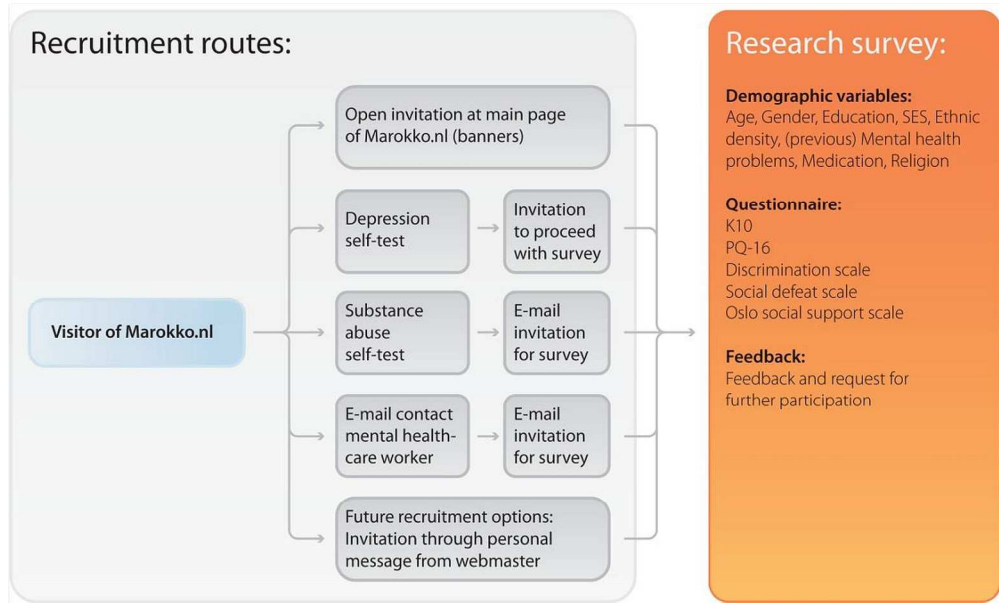 Recruitment routes:
Visitor of Marokko.nl
Open invitation at main page
of Marokko.nl (banners)
Depression
self-test
Invitation
to proceed
with survey
Substance
abuse
self-test
E-mail
invitation
for survey
E-mail contact
mental health-
care worker
E-mail
invitation
for survey
Future recruitment options:
Invitation through personal
message from webmaster
Research survey:
Demographic variables:
Age, Gender, Education, SES, Ethnic
density, (previous) Mental health
problems, Medication, Religion
Questionnaire:
K10
PQ-16
Discrimination scale
Social defeat scale
Oslo social support scale
Feedback:
Feedback and request for
further participation